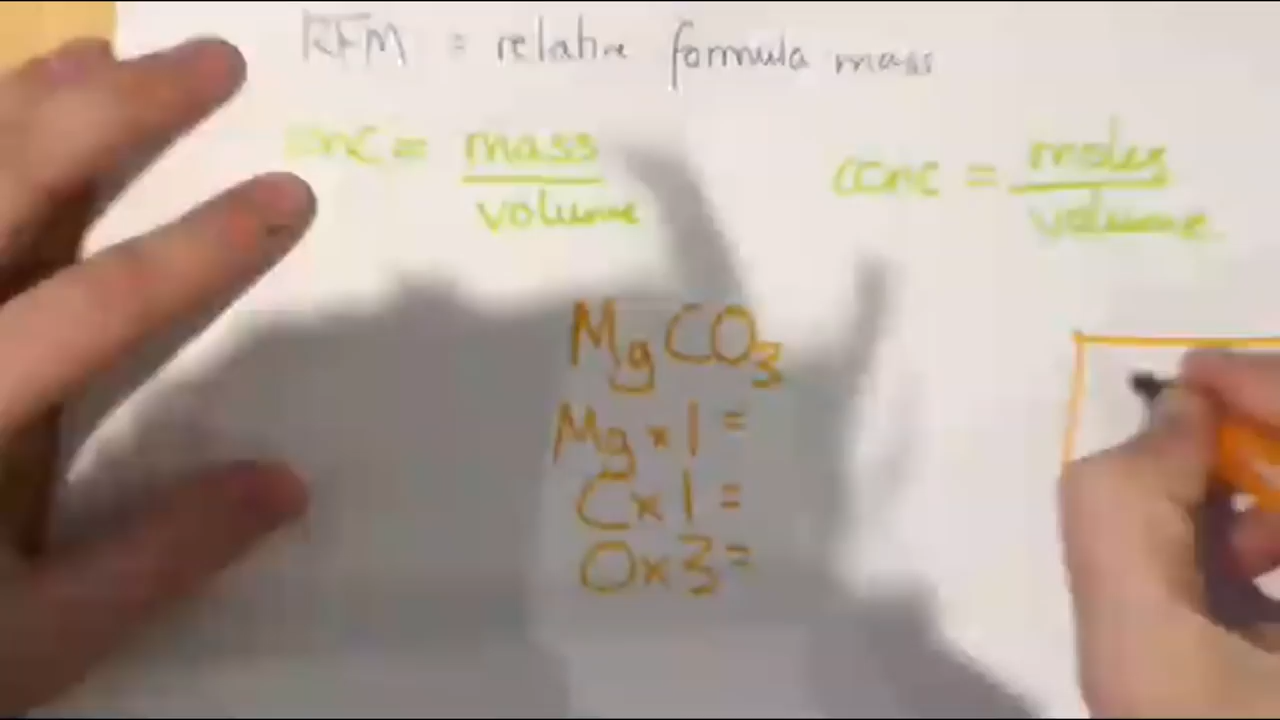 RFM = relative formula mass
conc = mass / volume
conc = moles / volume
MgCO₃
Mg × 1 =
C × 1 =
O × 3 =